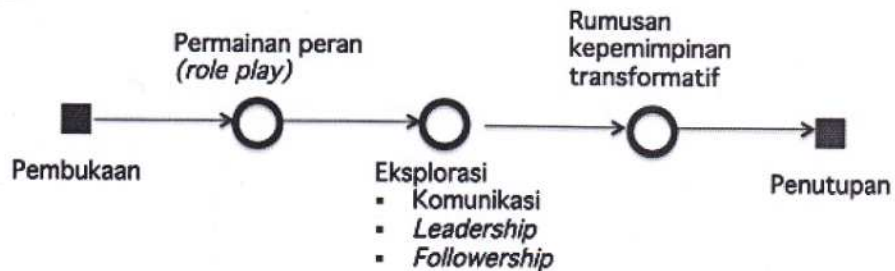 Permainan peran
(role play)
Rumusan
kepemimpinan
transformatif
Pembukaan
Eksplorasi
▪ Komunikasi
▪ Leadership
▪ Followership
Penutupan